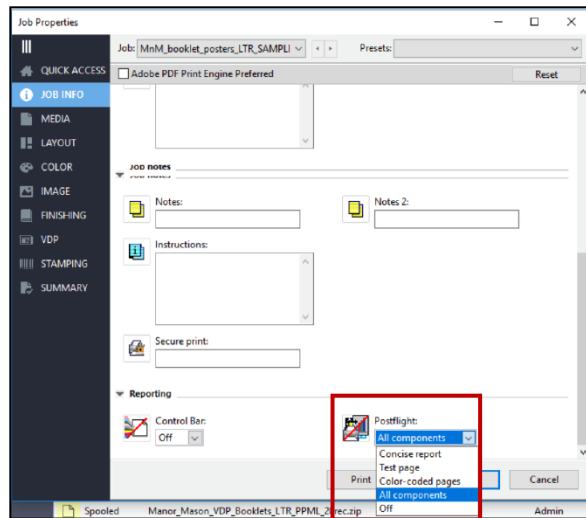 Job Properties
Job: MnM_booklet_posters_LTR_SAMPLI Presets:
QUICK ACCESS
Adobe PDF Print Engine Preferred Reset
JOB INFO
MEDIA
LAYOUT
COLOR
IMAGE
FINISHING
VDP
STAMPING
SUMMARY
Job notes
Notes: Notes 2:
Instructions:
Secure print:
Reporting
Control Bar: Postflight:
Off All components
Concise report
Test page
Color-coded pages
All components
Off
Print Cancel
Spooled Manor_Mason_VDP_Booklets_LTR_PPML_2 rec.zip Admin